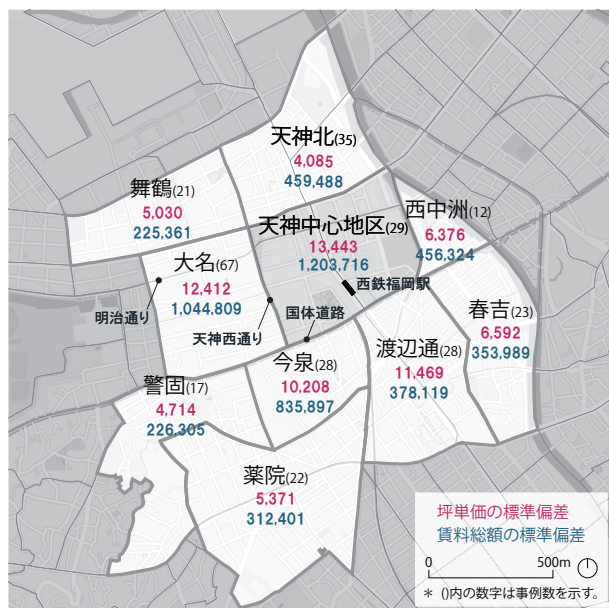 天神北(35)
4,085
459,488
舞鶴(21)
5,030
225,361
天神中心地区(29)
13,443
1,203,716
西中洲(12)
6,376
456,324
大名(67)
12,412
1,044,809
西鉄福岡駅
明治通り
天神西通り
国体道路
春吉(23)
6,592
353,989
今泉(28)
10,208
835,897
渡辺通(28)
11,469
378,119
警固(17)
4,714
226,305
薬院(22)
5,371
312,401
坪単価の標準偏差
賃料総額の標準偏差
0 500m
＊ ()内の数字は事例数を示す。